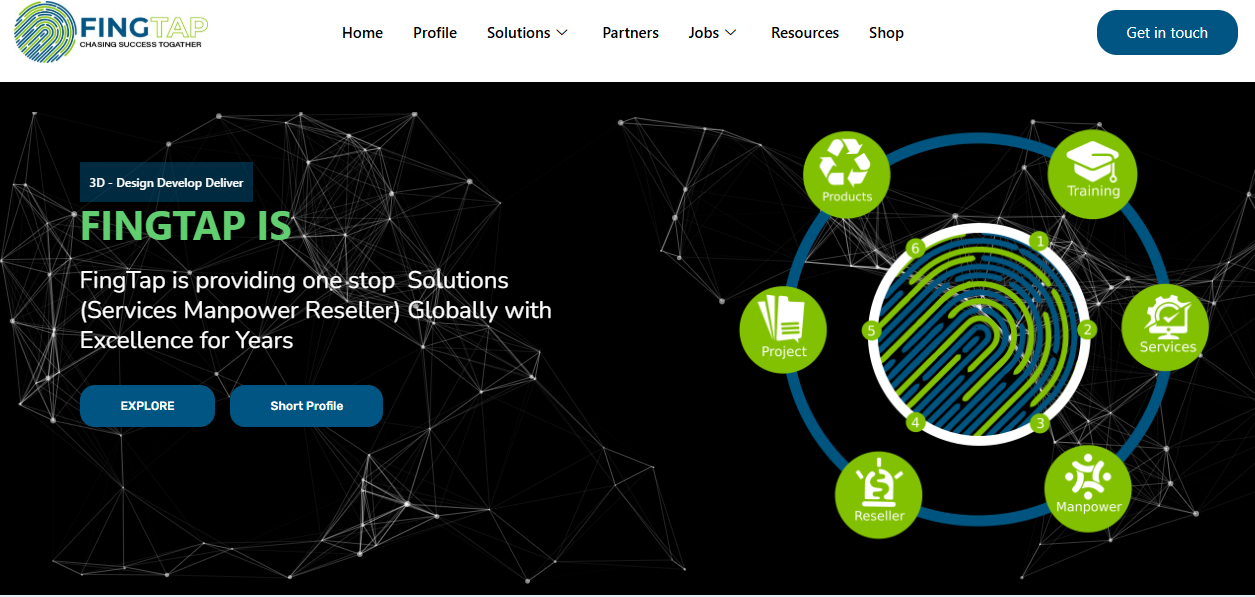 FINGTAP
CHASING SUCCESS TOGATHER
Home
Profile
Solutions
Partners
Jobs
Resources
Shop
Get in touch
3D - Design Develop Deliver
FINGTAP IS
FingTap is providing one stop Solutions
(Services Manpower Reseller) Globally with
Excellence for Years
EXPLORE
Short Profile
Products
Training
6
1
Project
5
2
Services
4
3
Reseller
Manpower